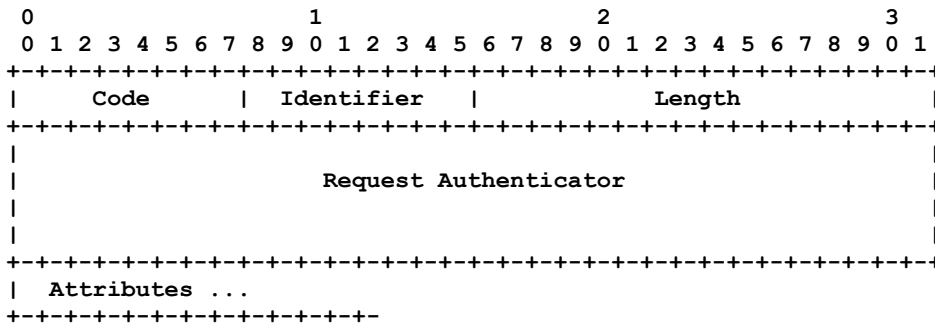 0                   1                   2                   3
 0 1 2 3 4 5 6 7 8 9 0 1 2 3 4 5 6 7 8 9 0 1 2 3 4 5 6 7 8 9 0 1
+-+-+-+-+-+-+-+-+-+-+-+-+-+-+-+-+-+-+-+-+-+-+-+-+-+-+-+-+-+-+-+-+
|     Code      |  Identifier   |            Length             |
+-+-+-+-+-+-+-+-+-+-+-+-+-+-+-+-+-+-+-+-+-+-+-+-+-+-+-+-+-+-+-+-+
|                                                               |
|                     Request Authenticator                     |
|                                                               |
|                                                               |
+-+-+-+-+-+-+-+-+-+-+-+-+-+-+-+-+-+-+-+-+-+-+-+-+-+-+-+-+-+-+-+-+
|  Attributes ...
+-+-+-+-+-+-+-+-+-+-+-+-+-